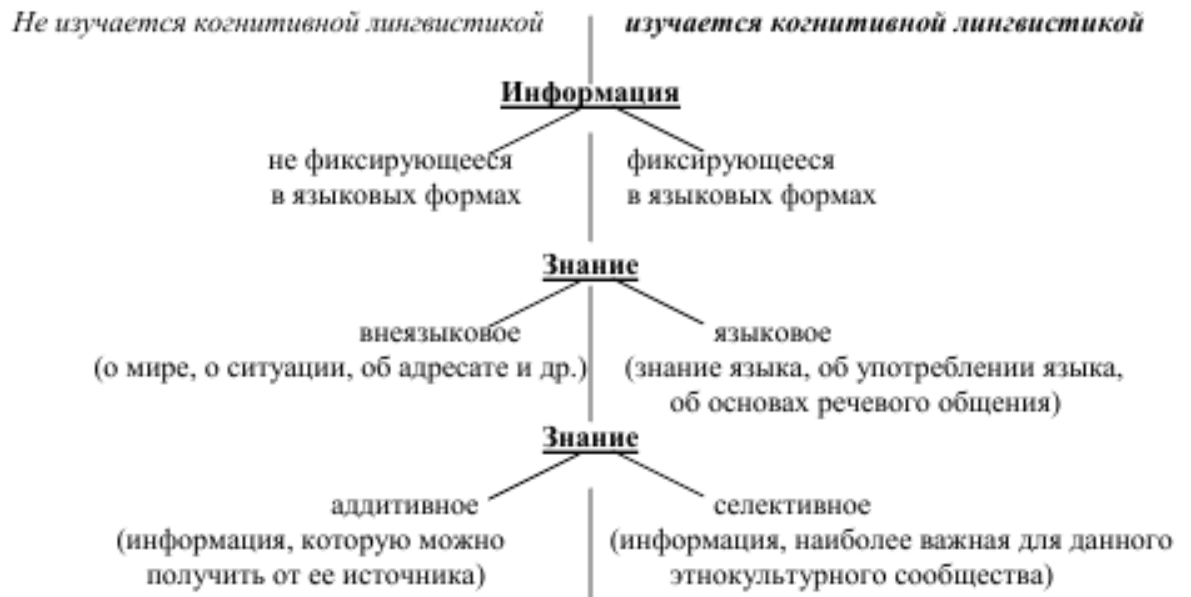 Не изучается когнитивной лингвистикой
изучается когнитивной лингвистикой
Информация
не фиксирующееся
в языковых формах
фиксирующееся
в языковых формах
Знание
внеязыковое
(о мире, о ситуации, об адресате и др.)
языковое
(знание языка, об употреблении языка,
об основах речевого общения)
Знание
аддитивное
(информация, которую можно
получить от ее источника)
селективное
(информация, наиболее важная для данного
этнокультурного сообщества)